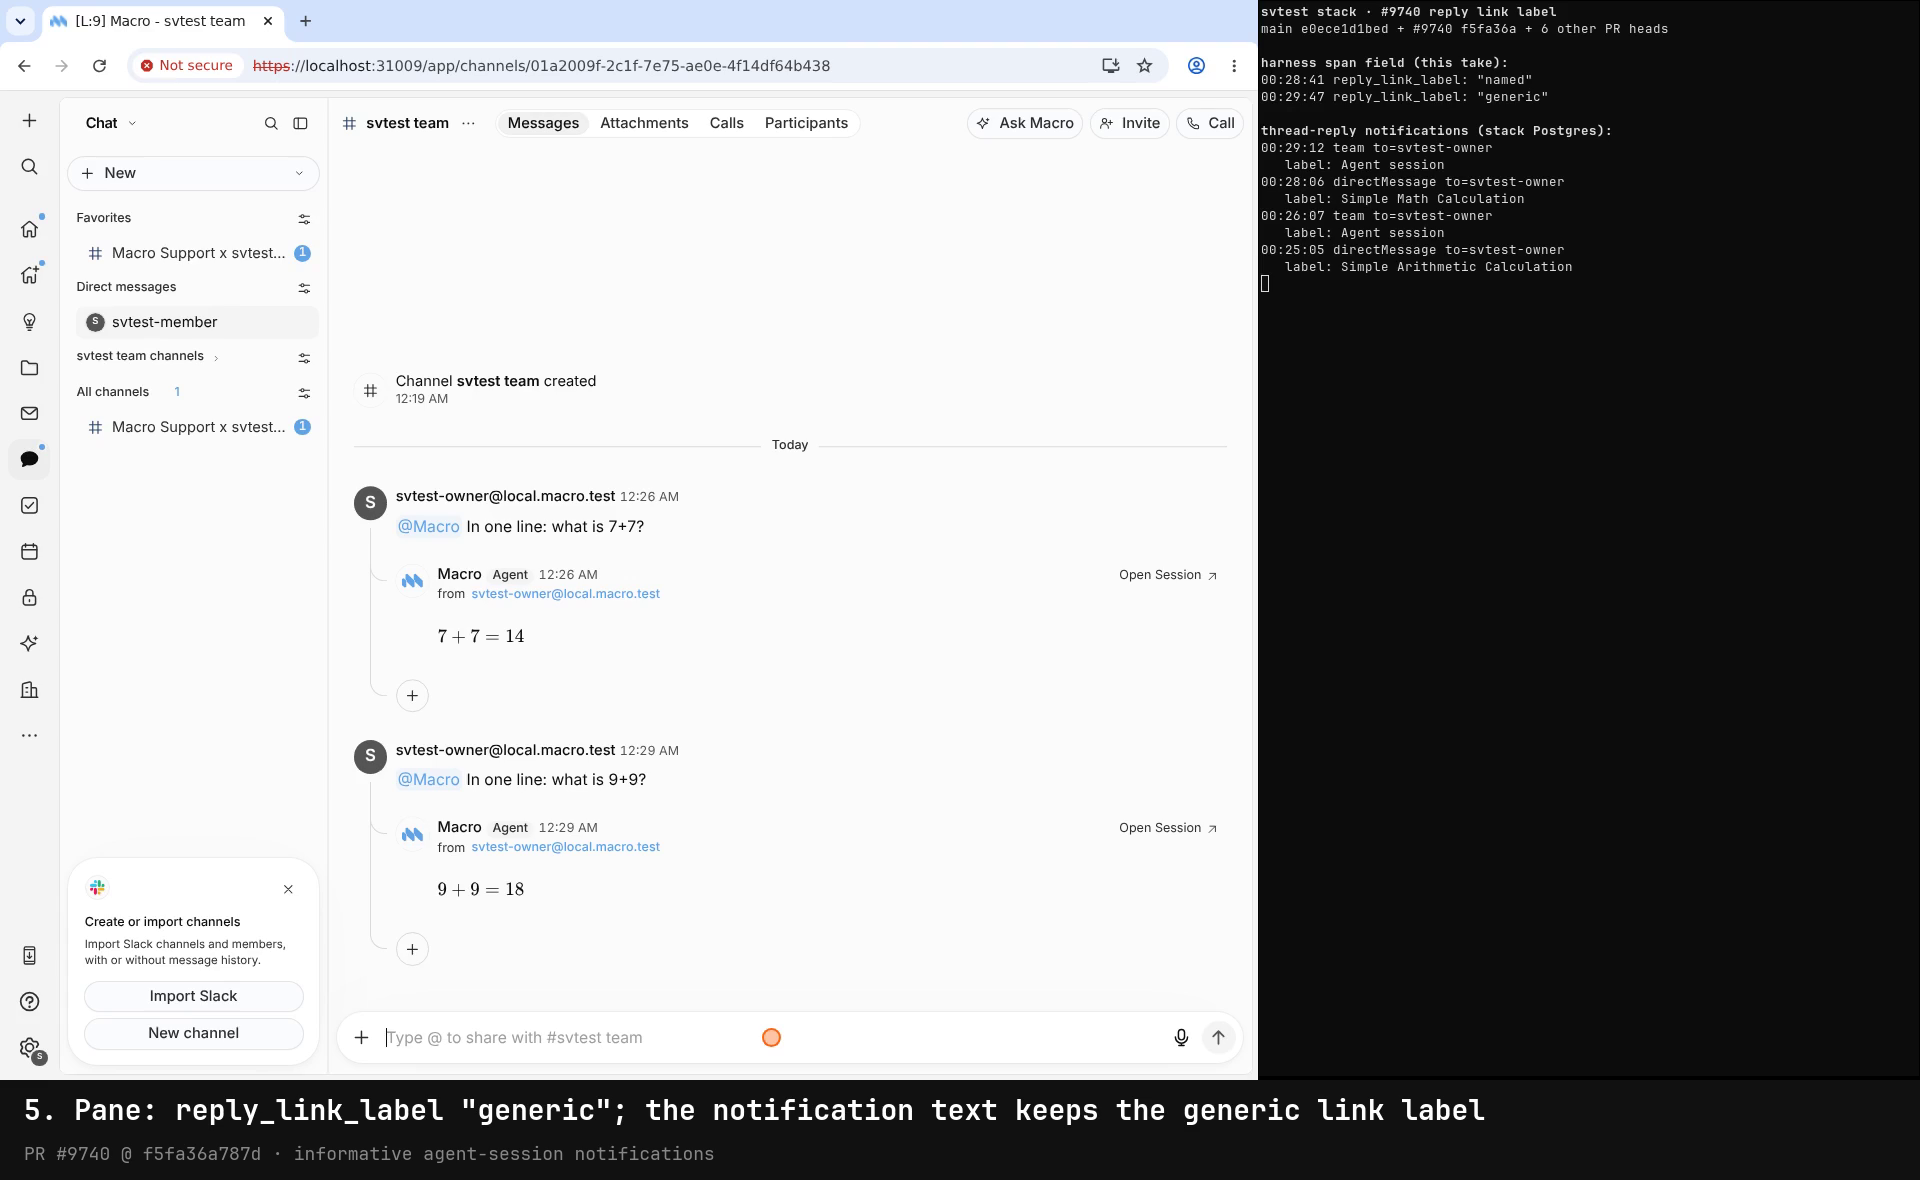 [L:9] Macro - svtest team
Not secure
https://localhost:31009/app/channels/01a2009f-2c1f-7e75-ae0e-4f14df64b438
Chat
New
Favorites
Macro Support x svtest...
1
Direct messages
S
svtest-member
svtest team channels
All channels
1
Macro Support x svtest...
1
Create or import channels
Import Slack channels and members,
with or without message history.
Import Slack
New channel
S
svtest team
Messages
Attachments
Calls
Participants
Ask Macro
Invite
Call
Channel svtest team created
12:19 AM
Today
S
svtest-owner@local.macro.test 12:26 AM
@Macro In one line: what is 7+7?
Macro Agent 12:26 AM
Open Session
from svtest-owner@local.macro.test
7 + 7 = 14
S
svtest-owner@local.macro.test 12:29 AM
@Macro In one line: what is 9+9?
Macro Agent 12:29 AM
Open Session
from svtest-owner@local.macro.test
9 + 9 = 18
Type @ to share with #svtest team
svtest stack · #9740 reply link label
main e0ece1d1bed + #9740 f5fa36a + 6 other PR heads
harness span field (this take):
00:28:41 reply_link_label: "named"
00:29:47 reply_link_label: "generic"
thread-reply notifications (stack Postgres):
00:29:12 team to=svtest-owner
label: Agent session
00:28:06 directMessage to=svtest-owner
label: Simple Math Calculation
00:26:07 team to=svtest-owner
label: Agent session
00:25:05 directMessage to=svtest-owner
label: Simple Arithmetic Calculation
5. Pane: reply_link_label "generic"; the notification text keeps the generic link label
PR #9740 @ f5fa36a787d · informative agent-session notifications